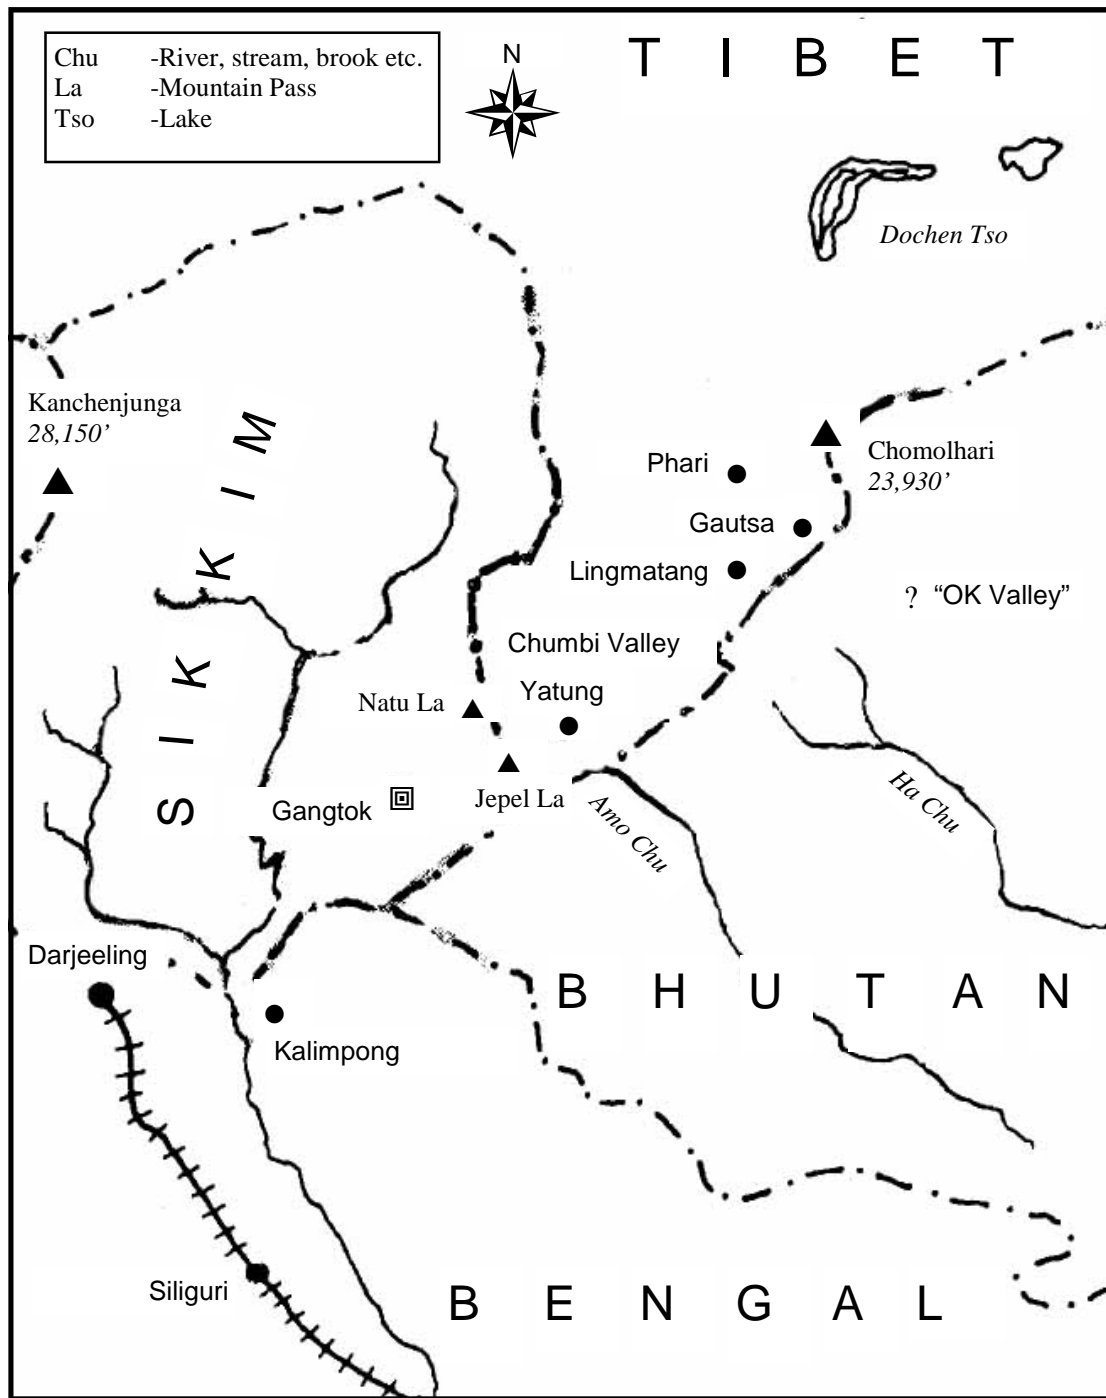 Chu -River, stream, brook etc.
La -Mountain Pass
Tso -Lake
N
T I B E T
Dochen Tso
Kanchenjunga
28,150’
S I K K I M
Chomolhari
23,930’
Phari
Gautsa
Lingmatang
? “OK Valley”
Chumbi Valley
Yatung
Natu La
Jepel La
Gangtok
Amo Chu
Ha Chu
Darjeeling
B H U T A N
Kalimpong
Siliguri
B E N G A L